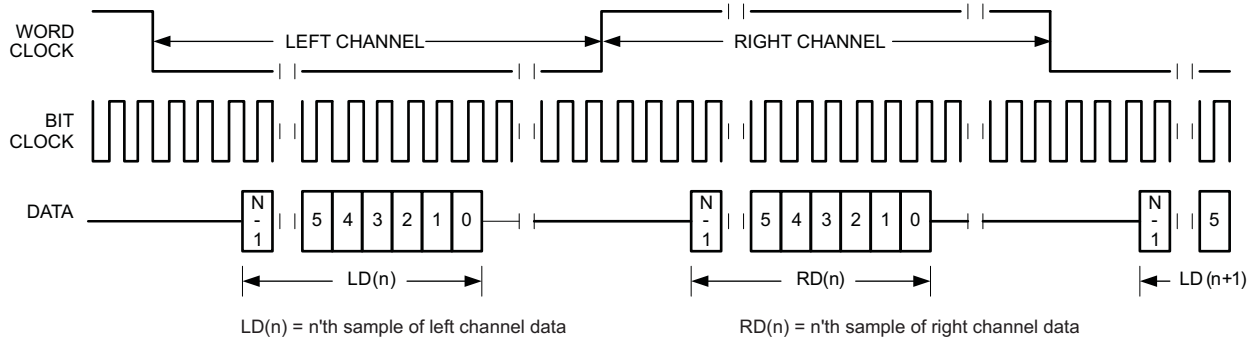 WORD
CLOCK
LEFT CHANNEL
RIGHT CHANNEL
BIT
CLOCK
DATA
N
-
1
5 4 3 2 1 0
N
-
1
5 4 3 2 1 0
N
-
1
5
LD(n)
RD(n)
LD (n+1)
LD(n) = n'th sample of left channel data
RD(n) = n'th sample of right channel data